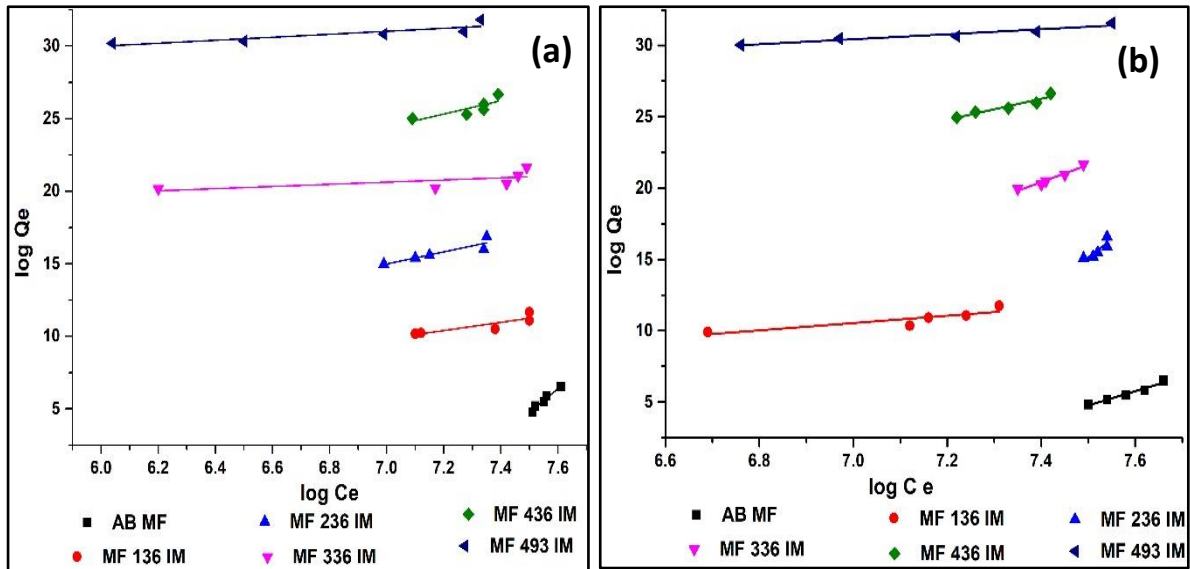 (a)
log Qe
30
25
20
15
10
5
6.0 6.2 6.4 6.6 6.8 7.0 7.2 7.4 7.6
log Ce
AB MF MF 236 IM MF 436 IM
MF 136 IM MF 336 IM MF 493 IM
(b)
log Qe
30
25
20
15
10
5
6.6 6.8 7.0 7.2 7.4 7.6
log C e
AB MF MF 136 IM MF 236 IM
MF 336 IM MF 436 IM MF 493 IM